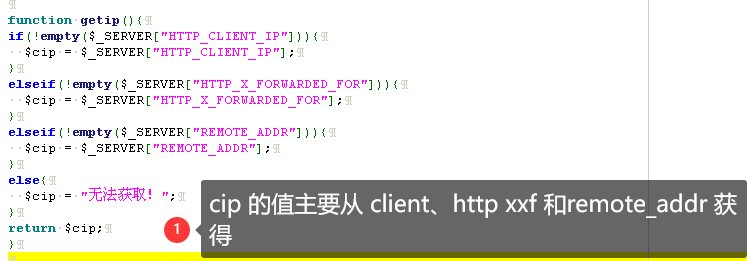 function getip(){
if(!empty($_SERVER["HTTP_CLIENT_IP"])){
$cip = $_SERVER["HTTP_CLIENT_IP"];
}
elseif(!empty($_SERVER["HTTP_X_FORWARDED_FOR"])){
$cip = $_SERVER["HTTP_X_FORWARDED_FOR"];
}
elseif(!empty($_SERVER["REMOTE_ADDR"])){
$cip = $_SERVER["REMOTE_ADDR"];
}
else{
$cip = "无法获取！";
}
return $cip;
}
1
cip 的值主要从 client、http xxf 和remote_addr 获
得